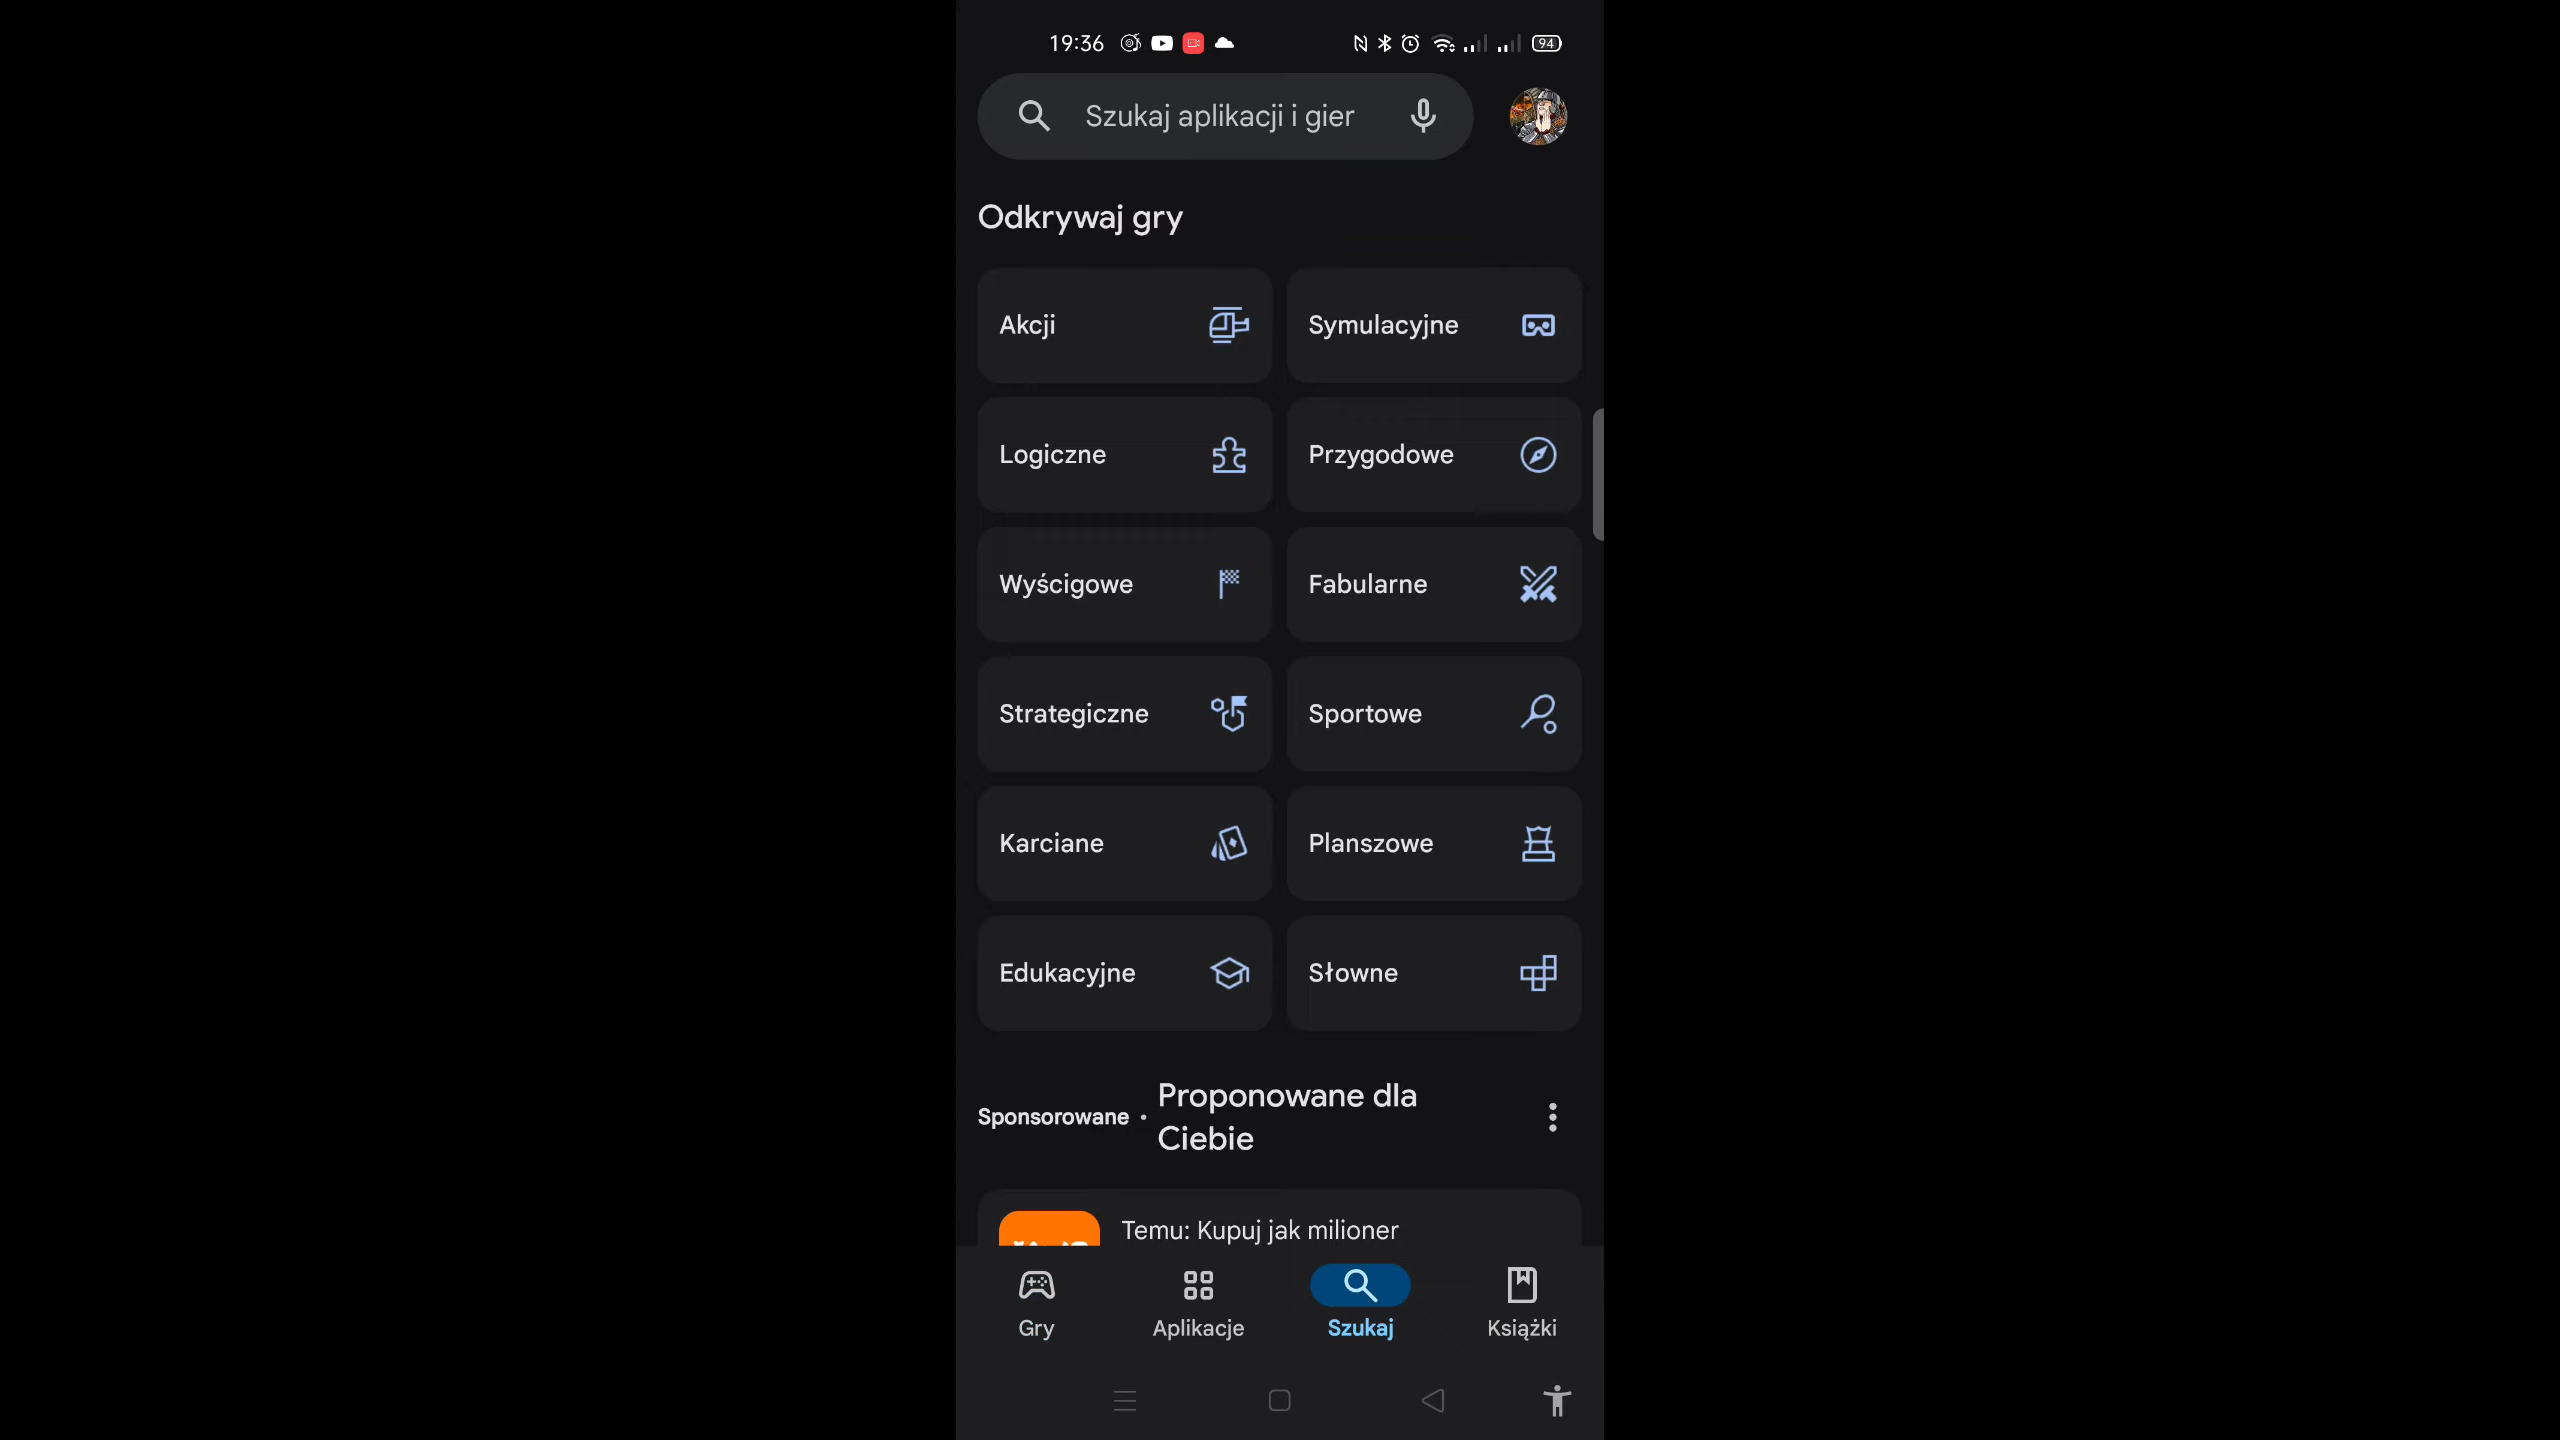 19:36
94
Szukaj aplikacji i gier
Odkrywaj gry
Akcji
Symulacyjne
Logiczne
Przygodowe
Wyścigowe
Fabularne
Strategiczne
Sportowe
Karciane
Planszowe
Edukacyjne
Słowne
Sponsorowane •
Proponowane dla
Ciebie
Temu: Kupuj jak milioner
Gry
Aplikacje
Szukaj
Książki